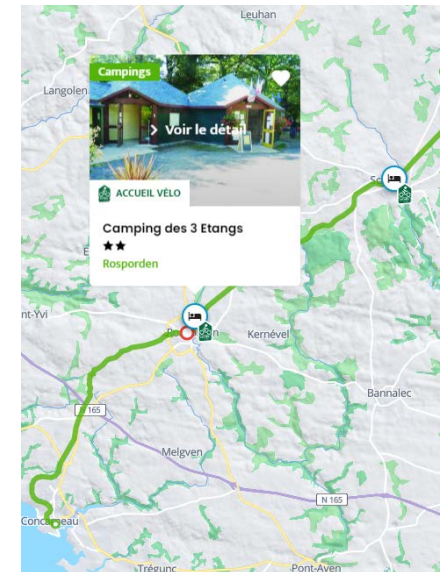 Leuhan
Campings
Langolen
Voir le détail
ACCUEIL VÉLO
Camping des 3 Etangs
Rosporden
Kernével
Bannalec
N 165
Melgven
N 165
Trégunc
Pont-Aven